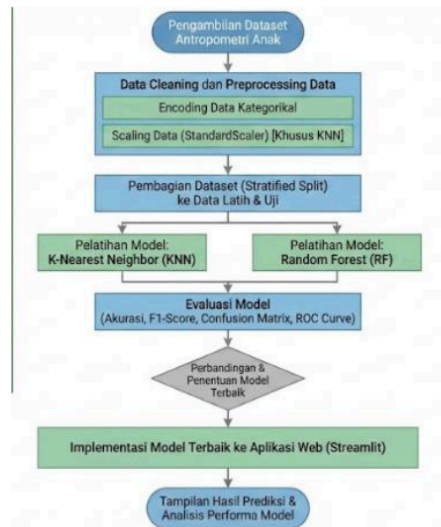 Pengambilan Dataset
Antropometri Anak
Data Cleaning dan Preprocessing Data
Encoding Data Kategorikal
Scaling Data (StandardScaler) [Khusus KNN]
Pembagian Dataset (Stratified Split)
ke Data Latih & Uji
Pelatihan Model:
K-Nearest Neighbor (KNN)
Pelatihan Model:
Random Forest (RF)
Evaluasi Model
(Akurasi, F1-Score, Confusion Matrix, ROC Curve)
Perbandingan &
Penentuan Model
Terbaik
Implementasi Model Terbaik ke Aplikasi Web (Streamlit)
Tampilan Hasil Prediksi &
Analisis Performa Model